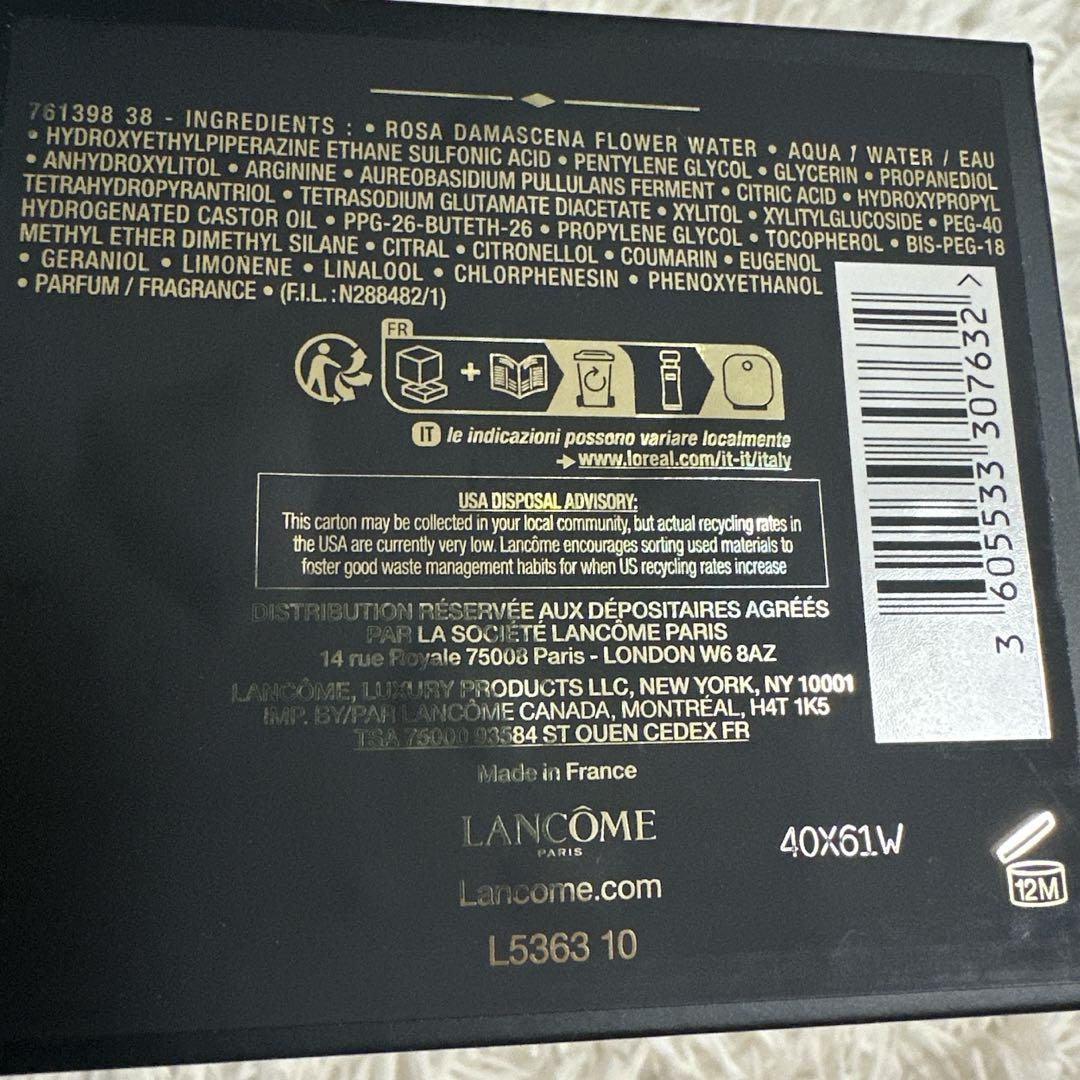 761398 38 - INGREDIENTS : • ROSA DAMASCENA FLOWER WATER • AQUA / WATER / EAU
• HYDROXYETHYLPIPERAZINE ETHANE SULFONIC ACID • PENTYLENE GLYCOL • GLYCERIN • PROPANEDIOL
• ANHYDROXYLITOL • ARGININE • AUREOBASIDIUM PULLULANS FERMENT • CITRIC ACID • HYDROXYPROPYL
TETRAHYDROPYRANTRIOL • TETRASODIUM GLUTAMATE DIACETATE • XYLITOL • XYLITYLGLUCOSIDE • PEG-40
HYDROGENATED CASTOR OIL • PPG-26-BUTETH-26 • PROPYLENE GLYCOL • TOCOPHEROL • BIS-PEG-18
METHYL ETHER DIMETHYL SILANE • CITRAL • CITRONELLOL • COUMARIN • EUGENOL
• GERANIOL • LIMONENE • LINALOOL • CHLORPHENESIN • PHENOXYETHANOL
• PARFUM / FRAGRANCE • (F.I.L. : N288482/1)
FR
+
IT le indicazioni possono variare localmente
www.loreal.com/it-it/italy
USA DISPOSAL ADVISORY:
This carton may be collected in your local community, but actual recycling rates in
the USA are currently very low. Lancôme encourages sorting used materials to
foster good waste management habits for when US recycling rates increase
DISTRIBUTION RÉSERVÉE AUX DÉPOSITAIRES AGRÉÉS
PAR LA SOCIÉTÉ LANCÔME PARIS
14 rue Royale 75008 Paris - LONDON W6 8AZ
LANCÔME, LUXURY PRODUCTS LLC, NEW YORK, NY 10001
IMP. BY/PAR LANCÔME CANADA, MONTRÉAL, H4T 1K5
TSA 75000 93584 ST OUEN CEDEX FR
Made in France
LANCÔME
PARIS
Lancome.com
L5363 10
40X61W
12M
3 605533 307632 >